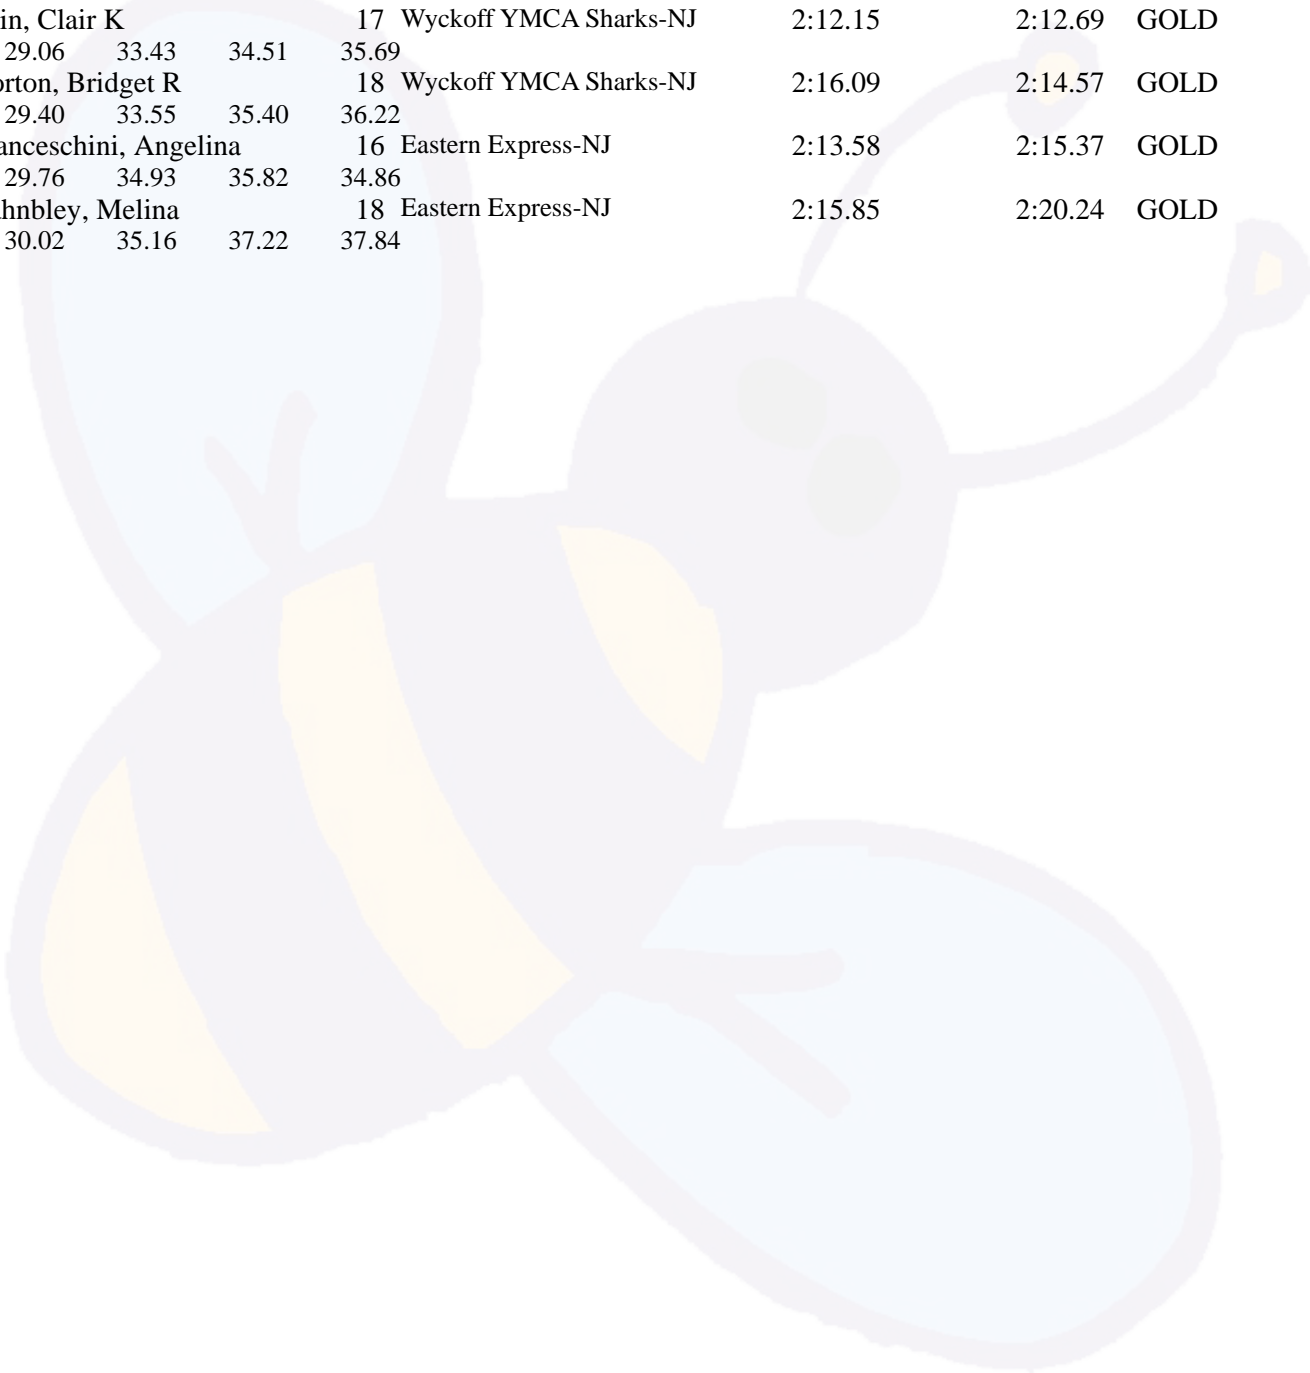 in, Clair K 17 Wyckoff YMCA Sharks-NJ 2:12.15 2:12.69 GOLD
29.06 33.43 34.51 35.69
orton, Bridget R 18 Wyckoff YMCA Sharks-NJ 2:16.09 2:14.57 GOLD
29.40 33.55 35.40 36.22
anceschini, Angelina 16 Eastern Express-NJ 2:13.58 2:15.37 GOLD
29.76 34.93 35.82 34.86
ahnbley, Melina 18 Eastern Express-NJ 2:15.85 2:20.24 GOLD
30.02 35.16 37.22 37.84